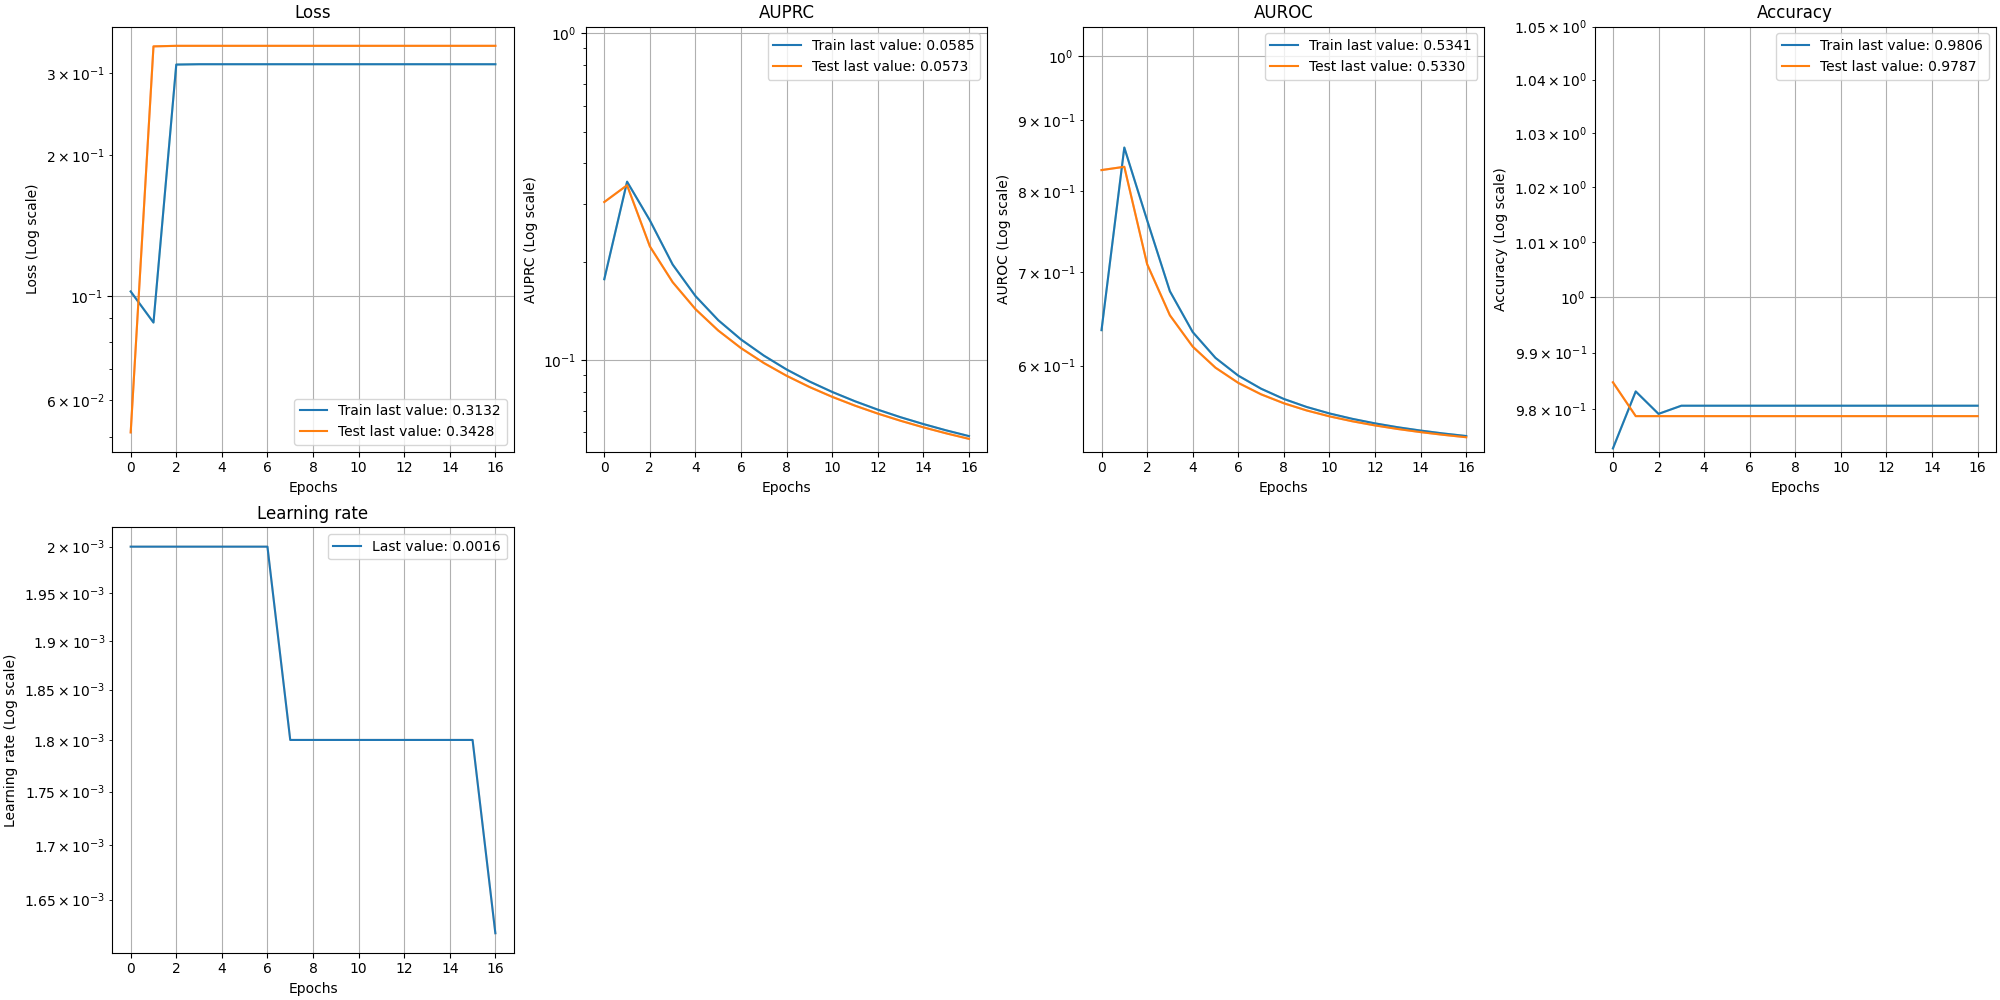 Loss
3 × 10⁻¹
2 × 10⁻¹
10⁻¹
6 × 10⁻²
Loss (Log scale)
Train last value: 0.3132
Test last value: 0.3428
0 2 4 6 8 10 12 14 16
Epochs
AUPRC
10⁰
10⁻¹
AUPRC (Log scale)
Train last value: 0.0585
Test last value: 0.0573
0 2 4 6 8 10 12 14 16
Epochs
AUROC
10⁰
9 × 10⁻¹
8 × 10⁻¹
7 × 10⁻¹
6 × 10⁻¹
AUROC (Log scale)
Train last value: 0.5341
Test last value: 0.5330
0 2 4 6 8 10 12 14 16
Epochs
Accuracy
1.05 × 10⁰
1.04 × 10⁰
1.03 × 10⁰
1.02 × 10⁰
1.01 × 10⁰
10⁰
9.9 × 10⁻¹
9.8 × 10⁻¹
Accuracy (Log scale)
Train last value: 0.9806
Test last value: 0.9787
0 2 4 6 8 10 12 14 16
Epochs
Learning rate
2 × 10⁻³
1.95 × 10⁻³
1.9 × 10⁻³
1.85 × 10⁻³
1.8 × 10⁻³
1.75 × 10⁻³
1.7 × 10⁻³
1.65 × 10⁻³
Learning rate (Log scale)
Last value: 0.0016
0 2 4 6 8 10 12 14 16
Epochs